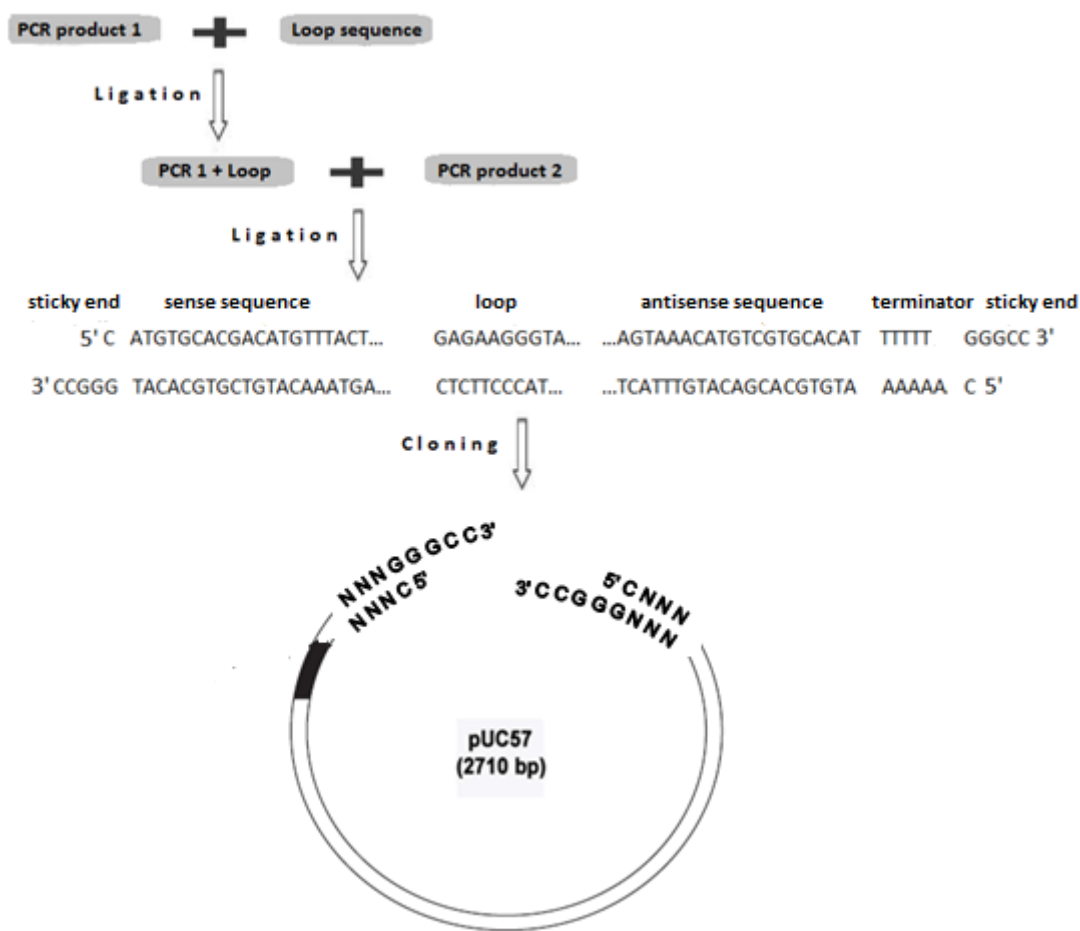 PCR product 1 Loop sequence
Ligation
PCR 1 + Loop PCR product 2
Ligation
sticky end sense sequence loop antisense sequence terminator sticky end
5' C ATGTGCACGACATGTTTACT... GAGAAGGGTA... ...AGTAAACATGTCGTGCACAT TTTTT GGGCC 3'
3'CCGGG TACACGTGCTGTACAAATGA... CTCTTCCCAT... ...TCATTTGTACAGCACGTGTA AAAAA C 5'
Cloning
NNNGGGCC3'
NNNC5'
5'CNNN
3'CCGGGNNN
pUC57
(2710 bp)